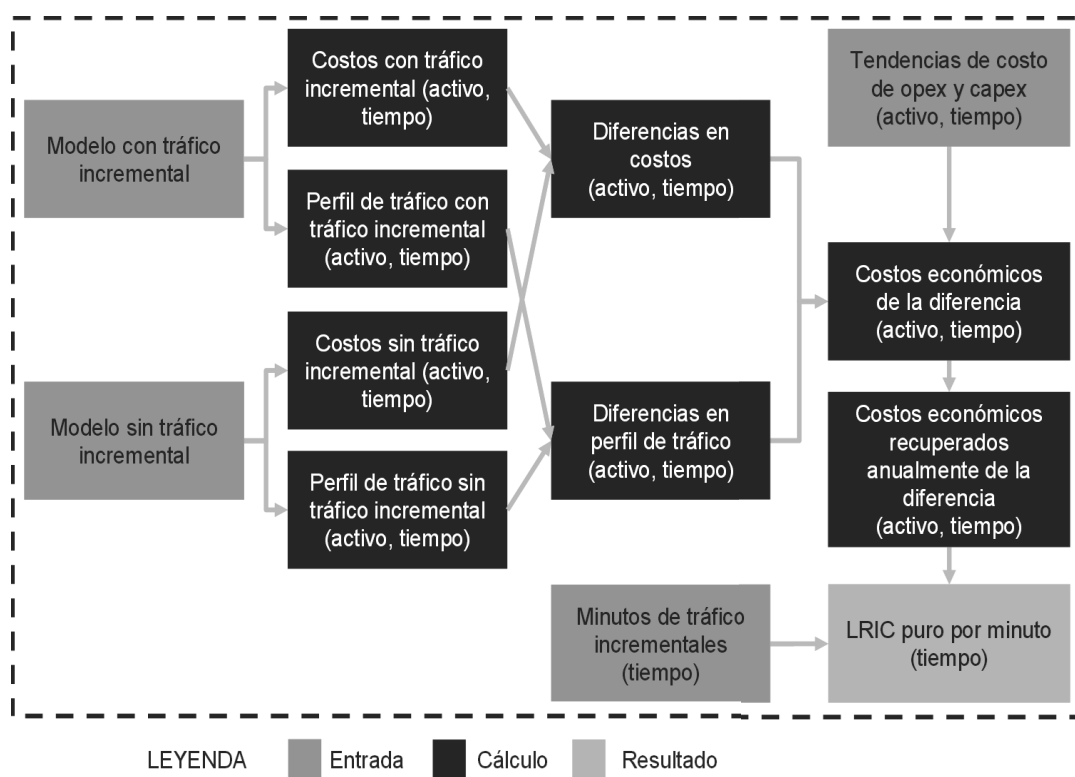 Modelo con tráfico
incremental
Costos con tráfico
incremental (activo,
tiempo)
Perfil de tráfico con
tráfico incremental
(activo, tiempo)
Modelo sin tráfico
incremental
Costos sin tráfico
incremental (activo,
tiempo)
Perfil de tráfico sin
tráfico incremental
(activo, tiempo)
Diferencias en
costos
(activo, tiempo)
Diferencias en
perfil de tráfico
(activo, tiempo)
Tendencias de costo
de opex y capex
(activo, tiempo)
Costos económicos
de la diferencia
(activo, tiempo)
Costos económicos
recuperados
anualmente de la
diferencia
(activo, tiempo)
Minutos de tráfico
incrementales
(tiempo)
LRIC puro por minuto
(tiempo)
LEYENDA Entrada Cálculo Resultado